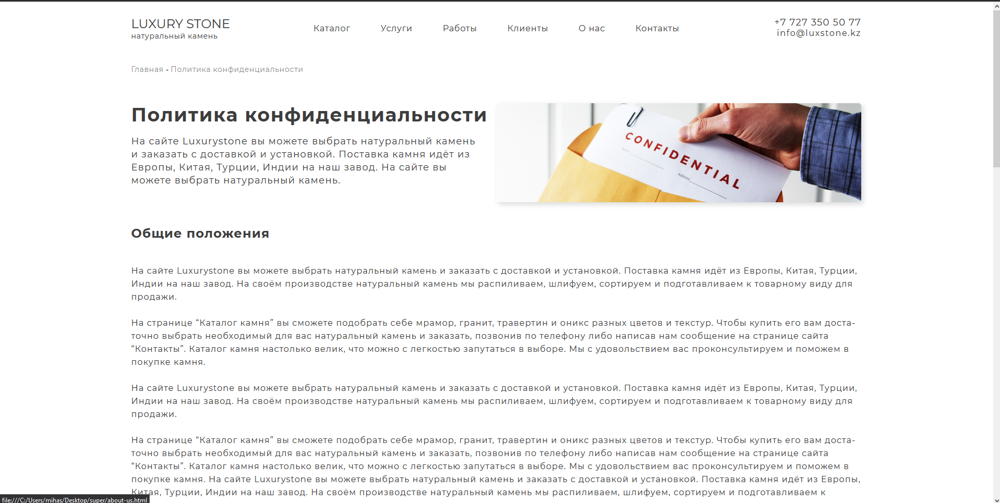 LUXURY STONE
натуральный камень
Каталог Услуги Работы Клиенты О нас Контакты
+7 727 350 50 77
info@luxstone.kz
Главная - Политика конфиденциальности
Политика конфиденциальности
На сайте Luxurystone вы можете выбрать натуральный камень
и заказать с доставкой и установкой. Поставка камня идёт из
Европы, Китая, Турции, Индии на наш завод. На сайте вы
можете выбрать натуральный камень.
CONFIDENTIAL
Name
Address
Общие положения
На сайте Luxurystone вы можете выбрать натуральный камень и заказать с доставкой и установкой. Поставка камня идёт из Европы, Китая, Турции,
Индии на наш завод. На своём производстве натуральный камень мы распиливаем, шлифуем, сортируем и подготавливаем к товарному виду для
продажи.
На странице “Каталог камня” вы сможете подобрать себе мрамор, гранит, травертин и оникс разных цветов и текстур. Чтобы купить его вам доста-
точно выбрать необходимый для вас натуральный камень и заказать, позвонив по телефону либо написав нам сообщение на странице сайта
“Контакты”. Каталог камня настолько велик, что можно с легкостью запутаться в выборе. Мы с удовольствием вас проконсультируем и поможем в
покупке камня.
На сайте Luxurystone вы можете выбрать натуральный камень и заказать с доставкой и установкой. Поставка камня идёт из Европы, Китая, Турции,
Индии на наш завод. На своём производстве натуральный камень мы распиливаем, шлифуем, сортируем и подготавливаем к товарному виду для
продажи.
На странице “Каталог камня” вы сможете подобрать себе мрамор, гранит, травертин и оникс разных цветов и текстур. Чтобы купить его вам доста-
точно выбрать необходимый для вас натуральный камень и заказать, позвонив по телефону либо написав нам сообщение на странице сайта
“Контакты”. Каталог камня настолько велик, что можно с легкостью запутаться в выборе. Мы с удовольствием вас проконсультируем и поможем в
покупке камня. На сайте Luxurystone вы можете выбрать натуральный камень и заказать с доставкой и установкой. Поставка камня идёт из Европы,
Китая, Турции, Индии на наш завод. На своём производстве натуральный камень мы распиливаем, шлифуем, сортируем и подготавливаем к
file:///C:/Users/mihas/Desktop/super/about-us.html